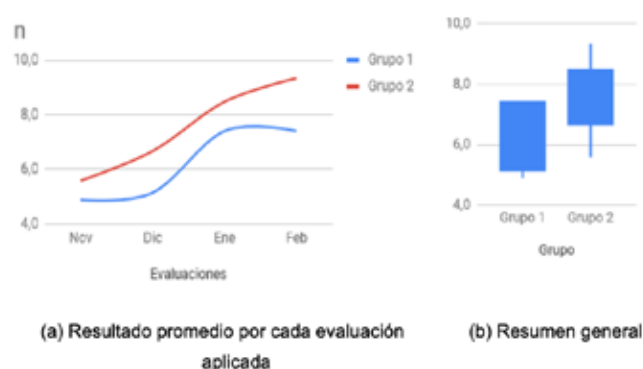 n
10,0
8,0
6,0
4,0
Nov
Dic
Ene
Feb
Evaluaciones
Grupo 1
Grupo 2
10,0
8,0
6,0
4,0
Grupo 1
Grupo 2
Grupo
(a) Resultado promedio por cada evaluación
aplicada
(b) Resumen general